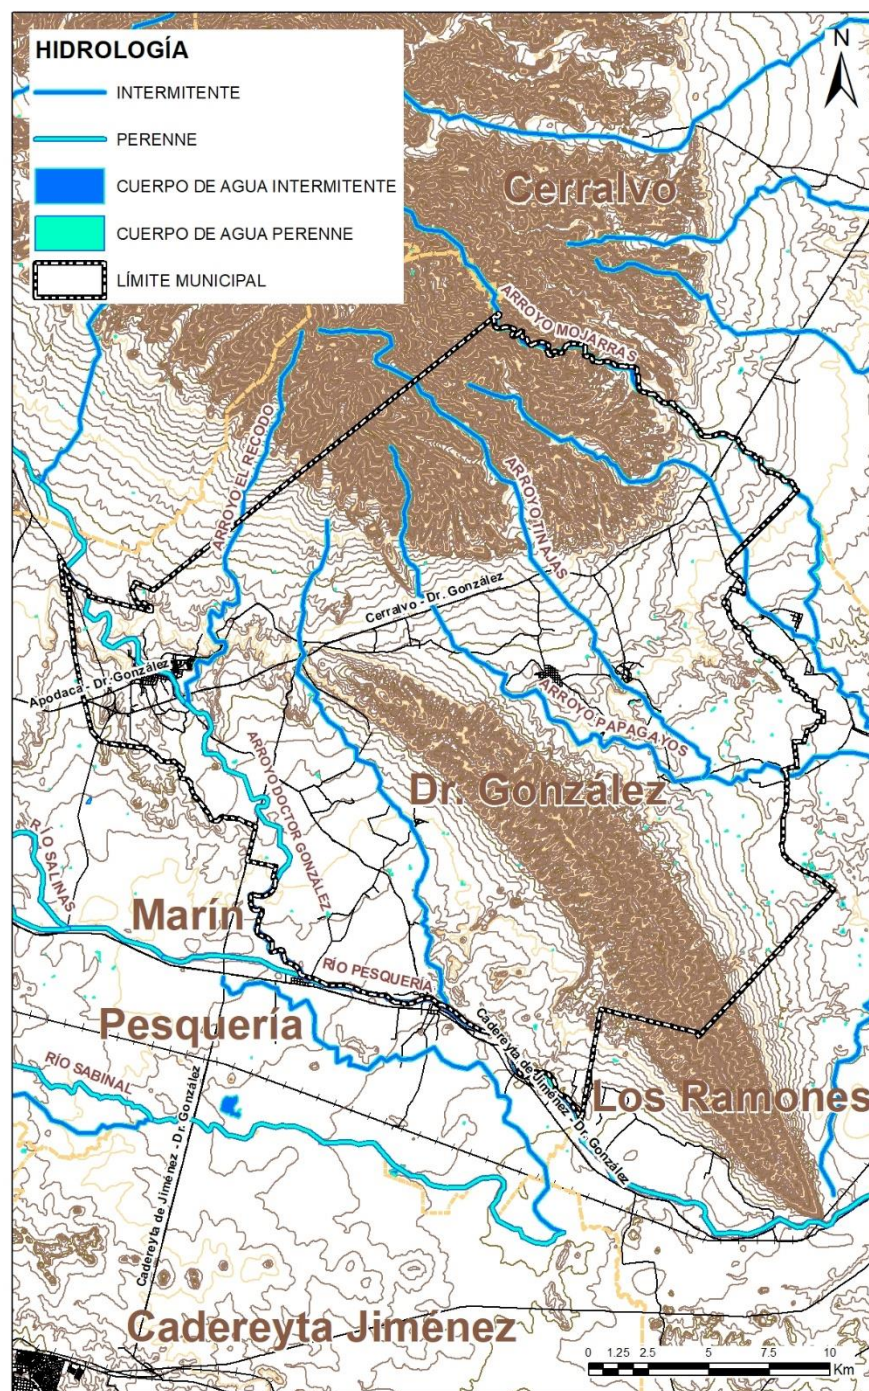 HIDROLOGÍA
INTERMITENTE
PERENNE
CUERPO DE AGUA INTERMITENTE
CUERPO DE AGUA PERENNE
LÍMITE MUNICIPAL
N
Cerralvo
ARROYO MOJARRAS
ARROYO EL RECODO
ARROYO TINAJAS
Cerralvo - Dr. González
Apodaca - Dr. González
ARROYO PAPAGAYOS
ARROYO DOCTOR GONZÁLEZ
Dr. González
RÍO SALINAS
Marín
RÍO PESQUERÍA
Pesquería
Cadereyta de Jiménez - Dr. González
RÍO SABINAL
Los Ramones
Cadereyta de Jiménez - Dr. González
Cadereyta Jiménez
0 1.25 2.5 5 7.5 10
Km